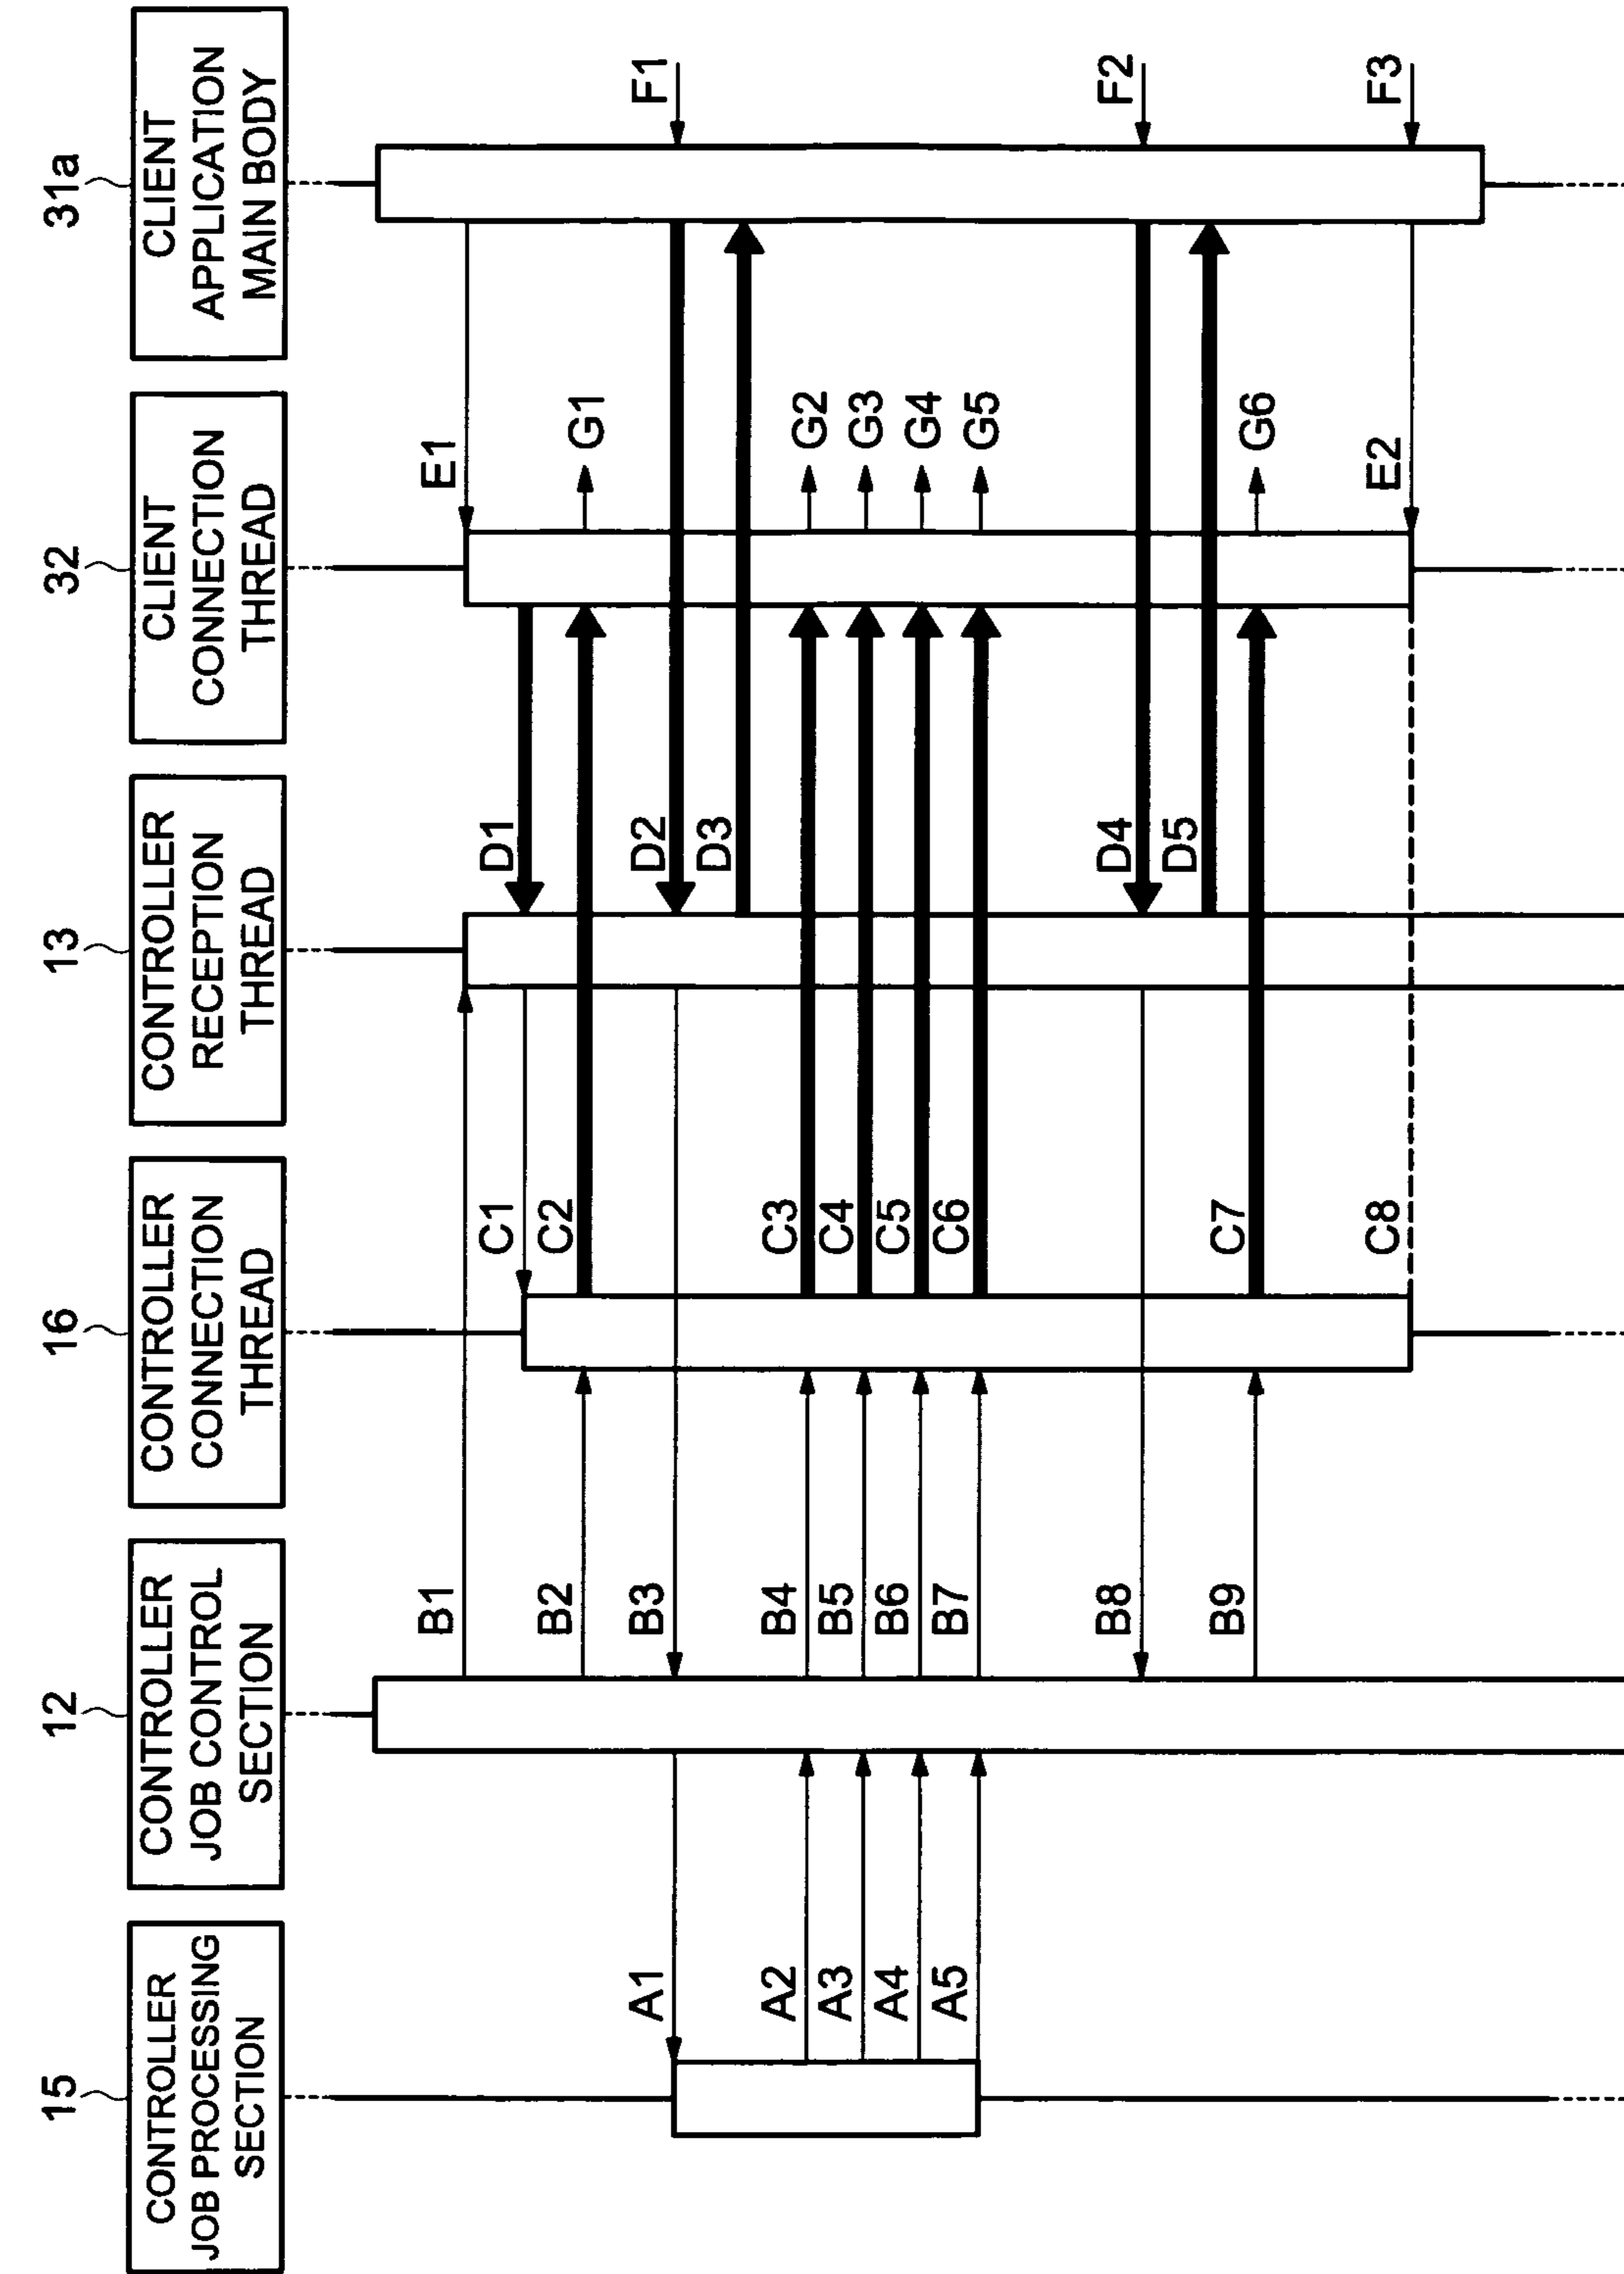 15
CONTROLLER
JOB PROCESSING
SECTION
12
CONTROLLER
JOB CONTROL
SECTION
16
CONTROLLER
CONNECTION
THREAD
13
CONTROLLER
RECEPTION
THREAD
32
CLIENT
CONNECTION
THREAD
31a
CLIENT
APPLICATION
MAIN BODY
B1
E1
C1
D1
B2
C2
G1
A1
B3
D2
F1
D3
A2
B4
C3
G2
A3
B5
C4
G3
A4
B6
C5
G4
A5
B7
C6
G5
B8
D4
F2
D5
B9
C7
G6
C8
E2
F3